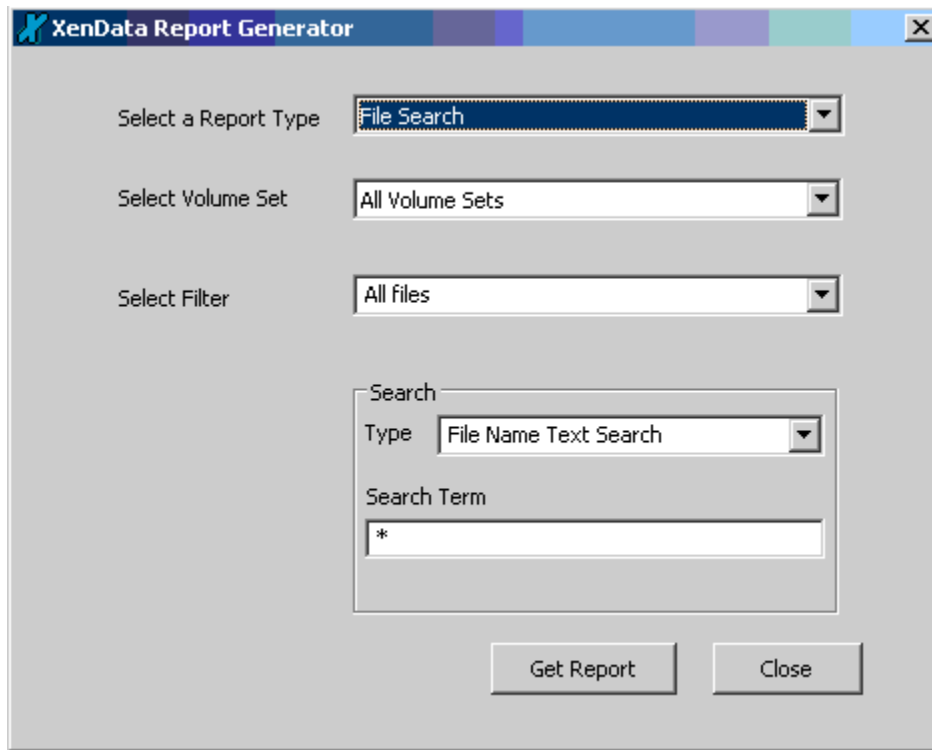 XenData Report Generator
Select a Report Type File Search
Select Volume Set All Volume Sets
Select Filter All files
Search
Type File Name Text Search
Search Term
*
Get Report Close